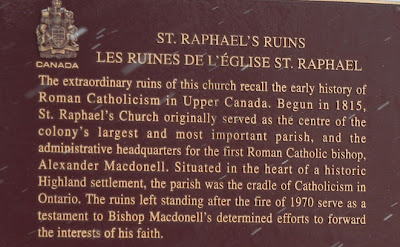 CANADA
ST. RAPHAEL'S RUINS
LES RUINES DE L'ÉGLISE ST. RAPHAEL
The extraordinary ruins of this church recall the early history of
Roman Catholicism in Upper Canada. Begun in 1815,
St. Raphael's Church originally served as the centre of the
colony's largest and most important parish, and the
administrative headquarters for the first Roman Catholic bishop,
Alexander Macdonell. Situated in the heart of a historic
Highland settlement, the parish was the cradle of Catholicism in
Ontario. The ruins left standing after the fire of 1970 serve as a
testament to Bishop Macdonell's determined efforts to forward
the interests of his faith.